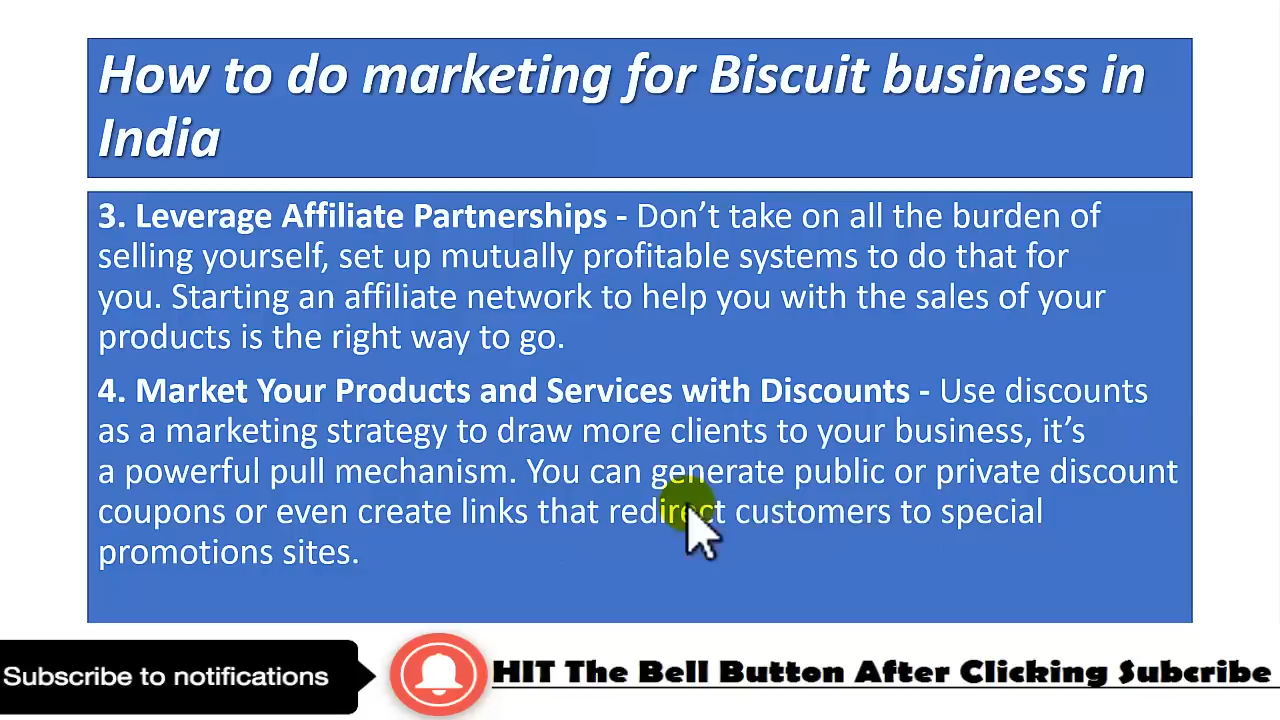 How to do marketing for Biscuit business in
India
3. Leverage Affiliate Partnerships - Don’t take on all the burden of
selling yourself, set up mutually profitable systems to do that for
you. Starting an affiliate network to help you with the sales of your
products is the right way to go.
4. Market Your Products and Services with Discounts - Use discounts
as a marketing strategy to draw more clients to your business, it’s
a powerful pull mechanism. You can generate public or private discount
coupons or even create links that redirect customers to special
promotions sites.
Subscribe to notifications
HIT The Bell Button After Clicking Subcribe